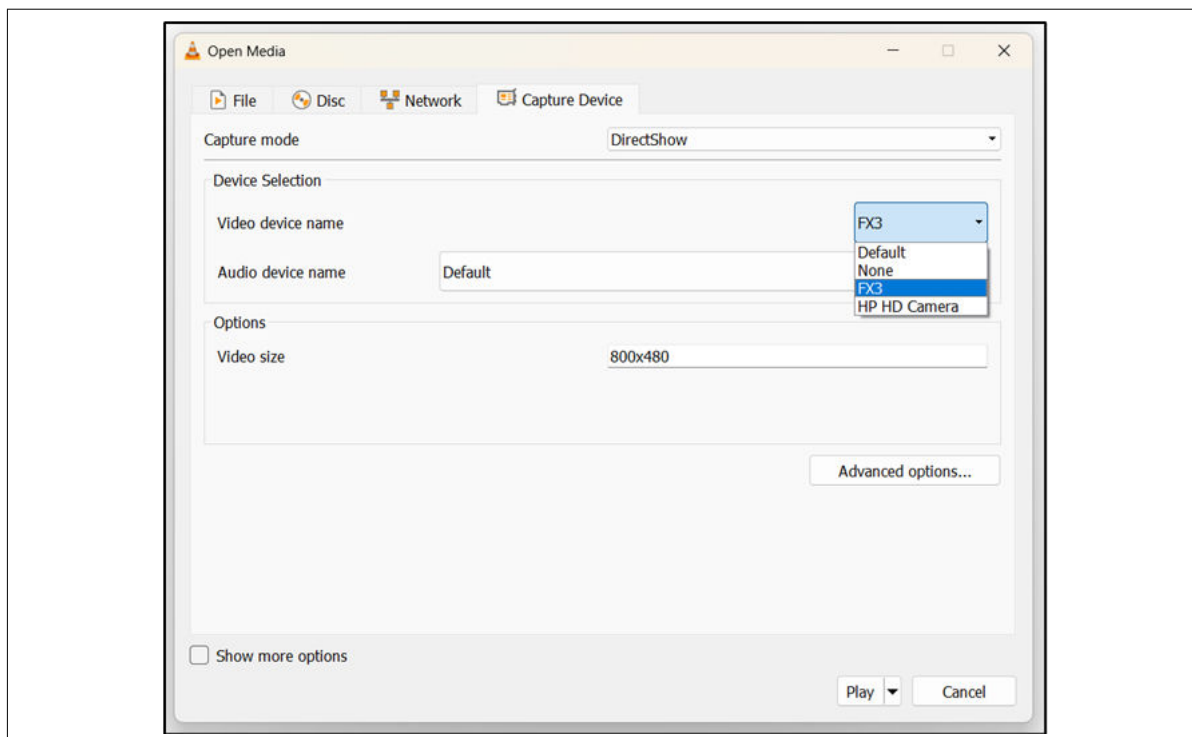 Open Media
File Disc Network Capture Device
Capture mode DirectShow
Device Selection
Video device name FX3
Default
None
FX3
HP HD Camera
Audio device name Default
Options
Video size 800x480
Advanced options...
Show more options
Play Cancel